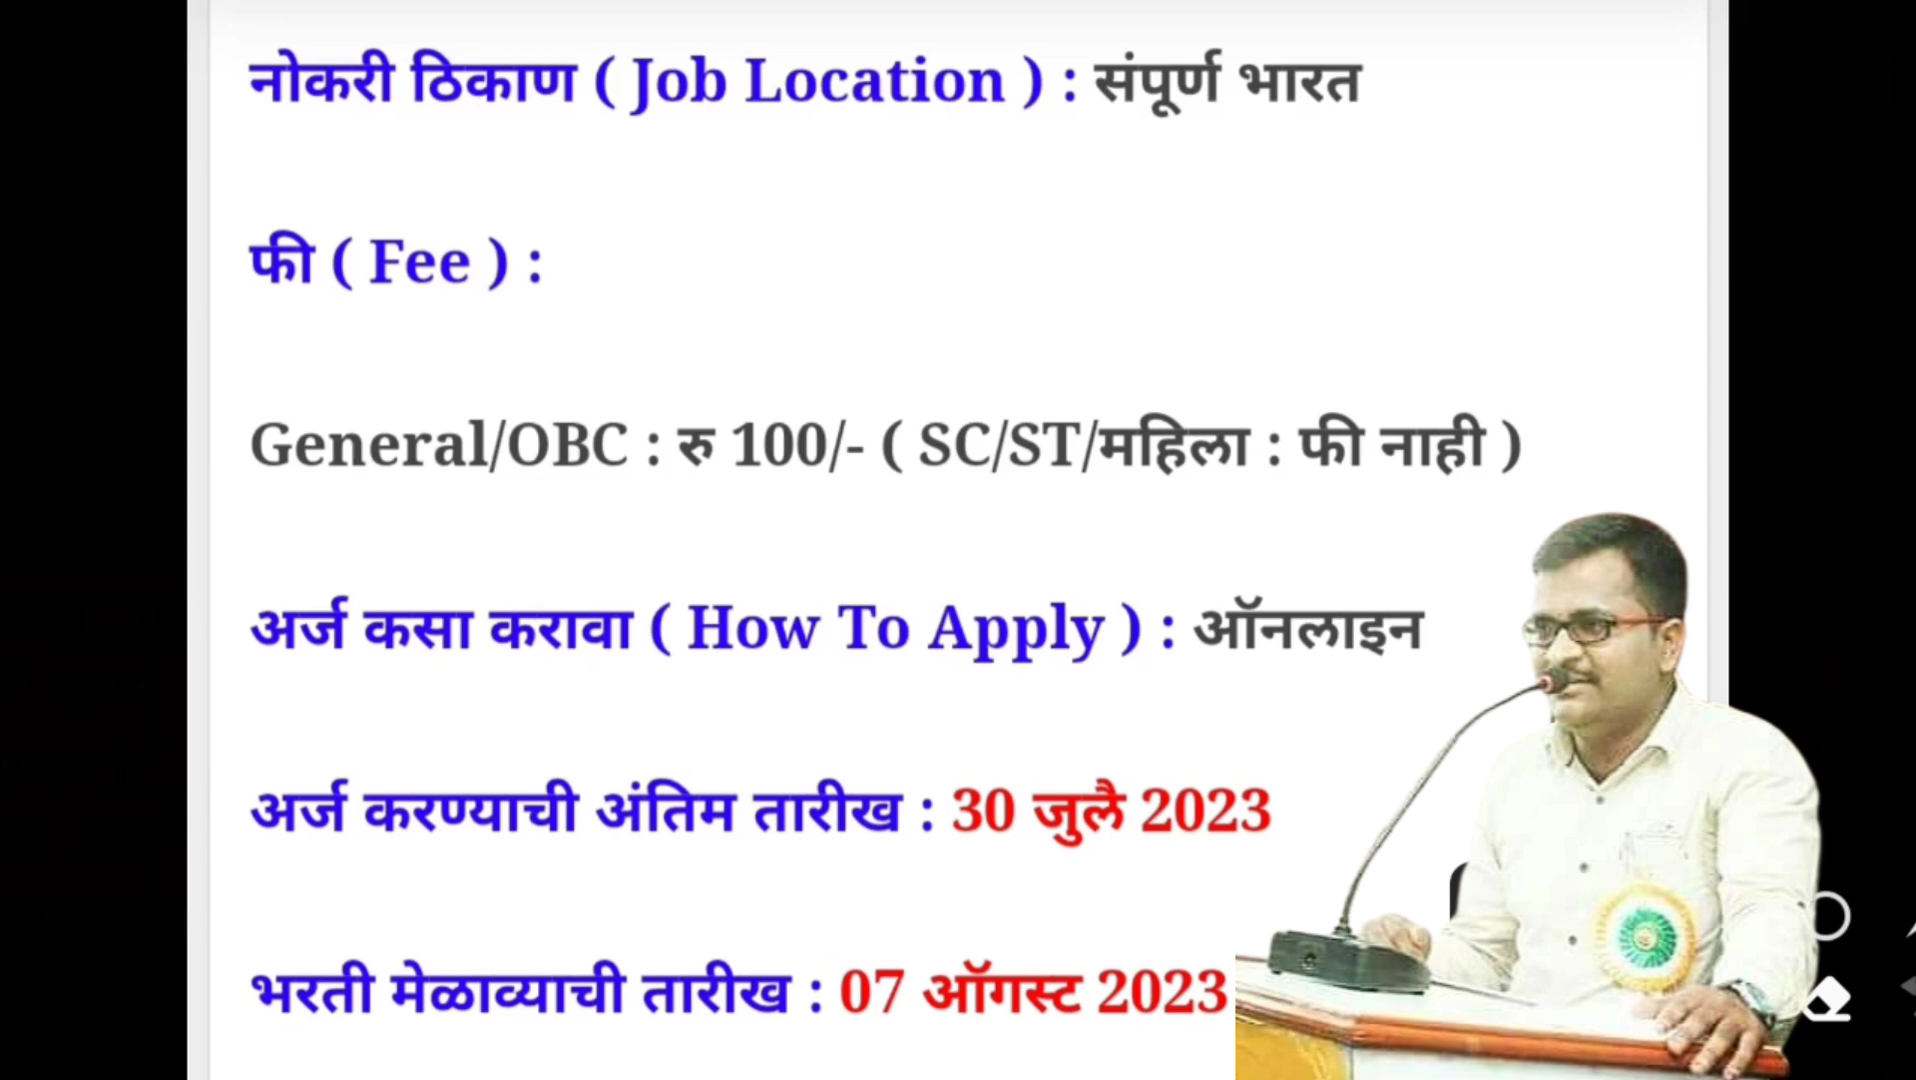 नोकरी ठिकाण ( Job Location ) : संपूर्ण भारत
फी ( Fee ) :
General/OBC : रु 100/- ( SC/ST/महिला : फी नाही )
अर्ज कसा करावा ( How To Apply ) : ऑनलाइन
अर्ज करण्याची अंतिम तारीख : 30 जुलै 2023
भरती मेळाव्याची तारीख : 07 ऑगस्ट 2023